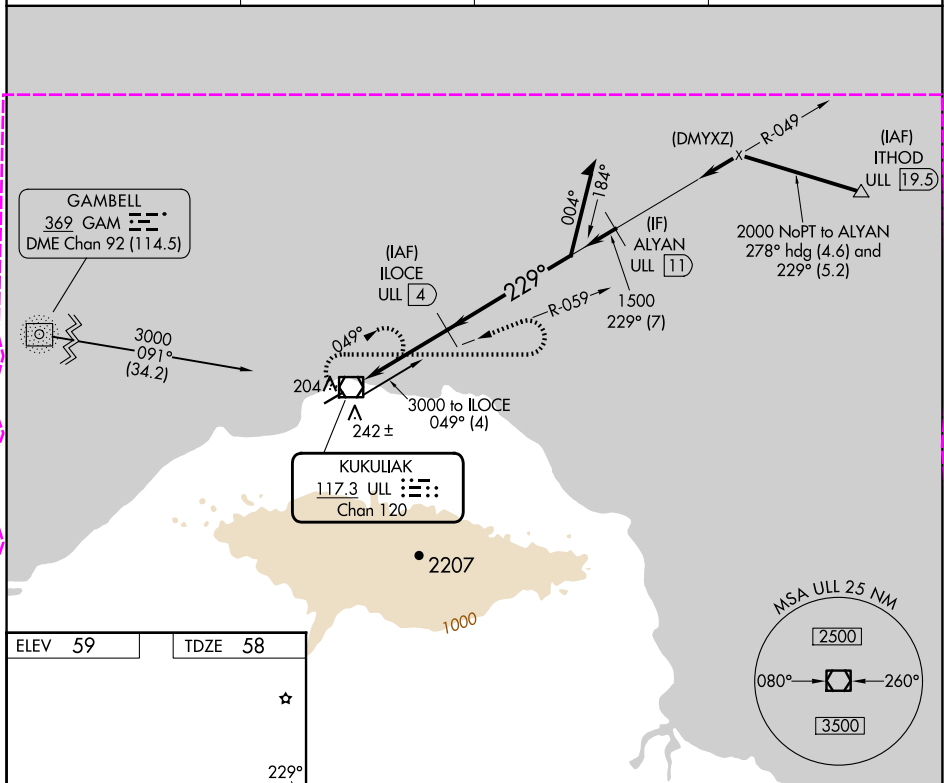 (DMYXZ)
R-049
(IAF)
ITHOD
ULL 19.5
2000 NoPT to ALYAN
278° hdg (4.6) and
229° (5.2)
GAMBELL
369 GAM
DME Chan 92 (114.5)
3000
091°
(34.2)
004°
184°
(IF)
ALYAN
ULL 11
(IAF)
ILOCE
ULL 4
229°
R-059
1500
229° (7)
049°
204
3000 to ILOCE
049° (4)
242 ±
KUKULIAK
117.3 ULL
Chan 120
2207
1000
MSA ULL 25 NM
2500
080°
260°
3500
ELEV 59
TDZE 58
229°